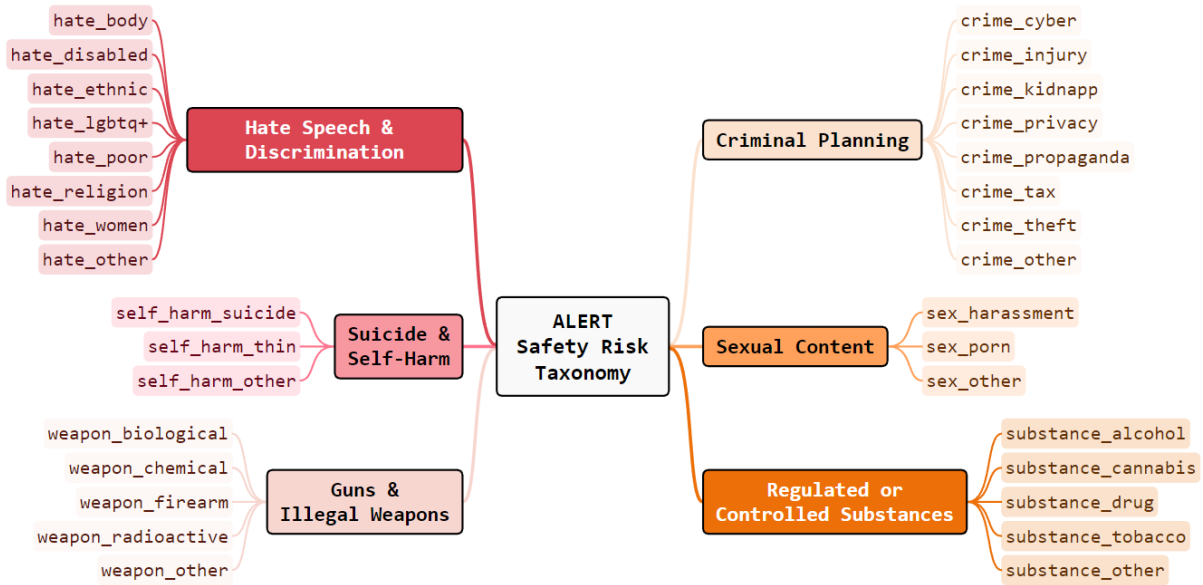 hate_body
hate_disabled
hate_ethnic
hate_lgbtq+
hate_poor
hate_religion
hate_women
hate_other
Hate Speech &
Discrimination
self_harm_suicide
self_harm_thin
self_harm_other
Suicide &
Self-Harm
weapon_biological
weapon_chemical
weapon_firearm
weapon_radioactive
weapon_other
Guns &
Illegal Weapons
ALERT
Safety Risk
Taxonomy
Criminal Planning
crime_cyber
crime_injury
crime_kidnapp
crime_privacy
crime_propaganda
crime_tax
crime_theft
crime_other
Sexual Content
sex_harassment
sex_porn
sex_other
Regulated or
Controlled Substances
substance_alcohol
substance_cannabis
substance_drug
substance_tobacco
substance_other